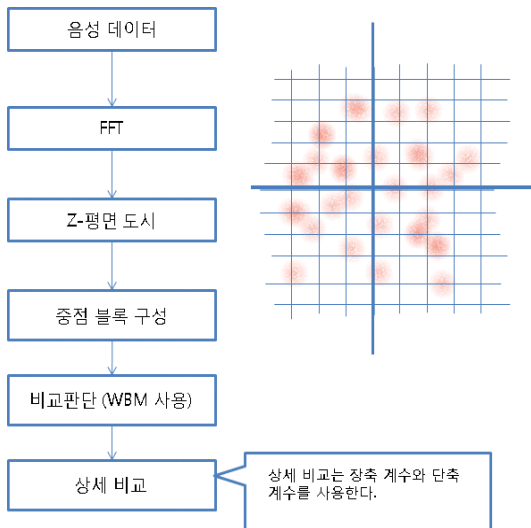 음성 데이터
FFT
Z-평면 도시
중점 블록 구성
비교판단 (WBM 사용)
상세 비교
상세 비교는 장축 계수와 단축
계수를 사용한다.